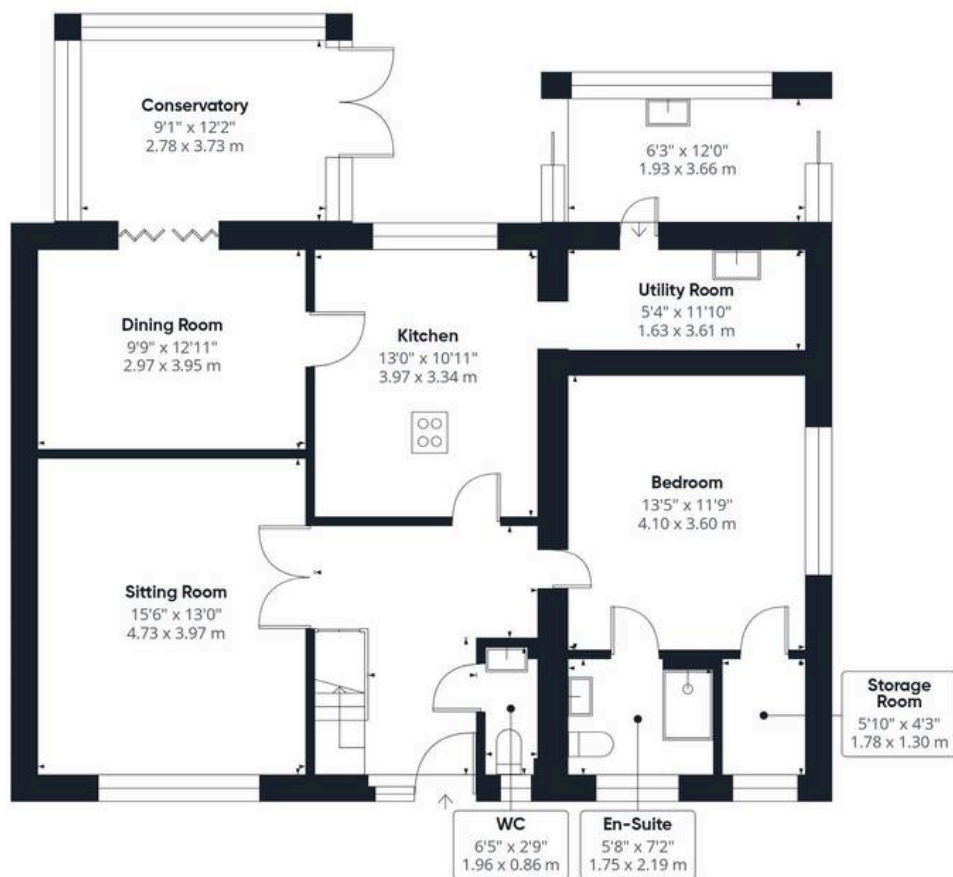 Conservatory
9'1" x 12'2"
2.78 x 3.73 m
6'3" x 12'0"
1.93 x 3.66 m
Dining Room
9'9" x 12'11"
2.97 x 3.95 m
Kitchen
13'0" x 10'11"
3.97 x 3.34 m
Utility Room
5'4" x 11'10"
1.63 x 3.61 m
Bedroom
13'5" x 11'9"
4.10 x 3.60 m
Sitting Room
15'6" x 13'0"
4.73 x 3.97 m
Storage
Room
5'10" x 4'3"
1.78 x 1.30 m
WC
6'5" x 2'9"
1.96 x 0.86 m
En-Suite
5'8" x 7'2"
1.75 x 2.19 m